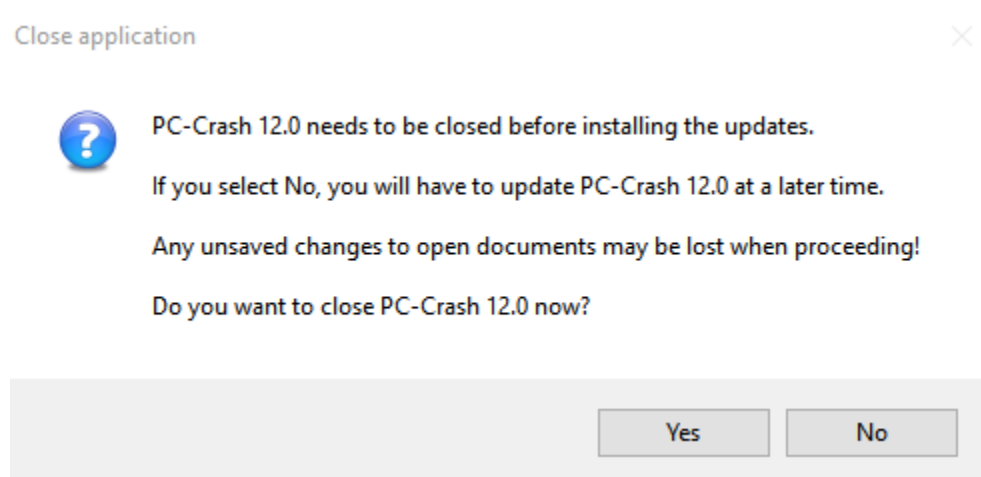 Close application
PC-Crash 12.0 needs to be closed before installing the updates.
If you select No, you will have to update PC-Crash 12.0 at a later time.
Any unsaved changes to open documents may be lost when proceeding!
Do you want to close PC-Crash 12.0 now?
Yes
No